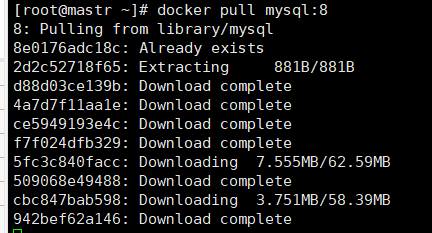 [root@mastr ~]# docker pull mysql:8
8: Pulling from library/mysql
8e0176adc18c: Already exists
2d2c52718f65: Extracting     881B/881B
d88d03ce139b: Download complete
4a7d7f11aa1e: Download complete
ce5949193e4c: Download complete
f7f024dfb329: Download complete
5fc3c840facc: Downloading  7.555MB/62.59MB
509068e49488: Download complete
cbc847bab598: Downloading  3.751MB/58.39MB
942bef62a146: Download complete